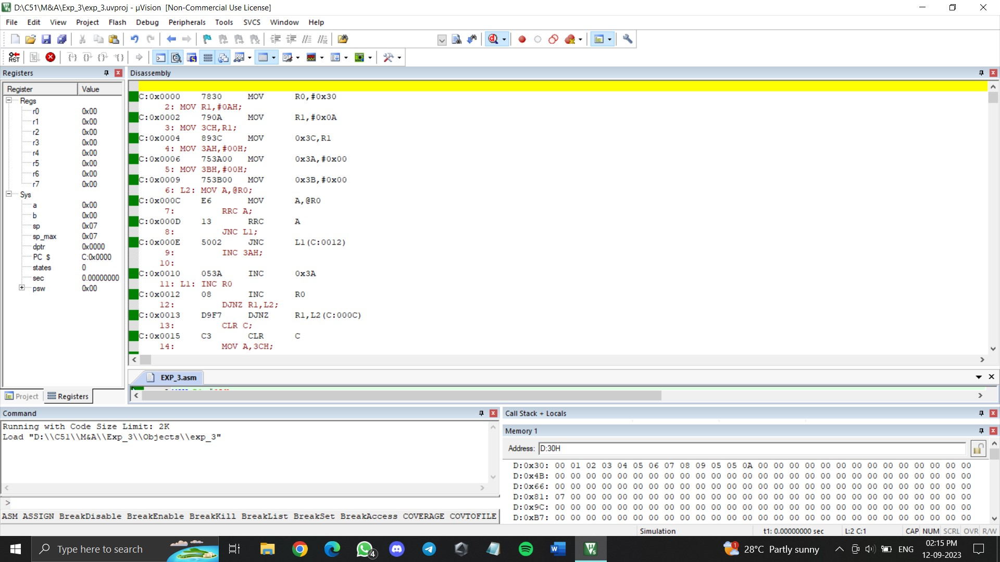 D:\C51\M&A\Exp_3\exp_3.uvproj - µVision [Non-Commercial Use License]
File Edit View Project Flash Debug Peripherals Tools SVCS Window Help
RST
Registers
Register Value
Regs
r0 0x00
r1 0x00
r2 0x00
r3 0x00
r4 0x00
r5 0x00
r6 0x00
r7 0x00
Sys
a 0x00
b 0x00
sp 0x07
sp_max 0x07
dptr 0x0000
PC $ C:0x0000
states 0
sec 0.00000000
psw 0x00
Project Registers
Disassembly
C:0x0000 7830 MOV R0,#0x30
2: MOV R1,#0AH;
C:0x0002 790A MOV R1,#0x0A
3: MOV 3CH,R1;
C:0x0004 893C MOV 0x3C,R1
4: MOV 3AH,#00H;
C:0x0006 753A00 MOV 0x3A,#0x00
5: MOV 3BH,#00H;
C:0x0009 753B00 MOV 0x3B,#0x00
6: L2: MOV A,@R0;
C:0x000C E6 MOV A,@R0
7: RRC A;
C:0x000D 13 RRC A
8: JNC L1;
C:0x000E 5002 JNC L1(C:0012)
9: INC 3AH;
10:
C:0x0010 053A INC 0x3A
11: L1: INC R0
C:0x0012 08 INC R0
12: DJNZ R1,L2;
C:0x0013 D9F7 DJNZ R1,L2(C:000C)
13: CLR C;
C:0x0015 C3 CLR C
14: MOV A,3CH;
EXP_3.asm
Command
Running with Code Size Limit: 2K
Load "D:\\C51\\M&A\\Exp_3\\Objects\\exp_3"
>
ASM ASSIGN BreakDisable BreakEnable BreakKill BreakList BreakSet BreakAccess COVERAGE COVTOFILE
Call Stack + Locals
Memory 1
Address: D:30H
D:0x30: 00 01 02 03 04 05 06 07 08 09 05 05 0A 00 00 00 00 00 00 00 00 00 00 00 00 00 00
D:0x4B: 00 00 00 00 00 00 00 00 00 00 00 00 00 00 00 00 00 00 00 00 00 00 00 00 00 00 00
D:0x66: 00 00 00 00 00 00 00 00 00 00 00 00 00 00 00 00 00 00 00 00 00 00 00 00 00 00 00
D:0x81: 07 00 00 00 00 00 00 00 00 00 00 00 00 00 00 00 00 00 00 00 00 00 00 00 00 00 00
D:0x9C: 00 00 00 00 00 00 00 00 00 00 00 00 00 00 00 00 00 00 00 00 00 00 00 00 00 00 00
D:0xB7: 00 00 00 00 00 00 00 00 00 00 00 00 00 00 00 00 00 00 00 00 00 00 00 00 00 00 00
Simulation t1: 0.00000000 sec L:2 C:1 CAP NUM SCRL OVR R/W
Type here to search
4
1
28°C Partly sunny
ENG
02:15 PM
12-09-2023